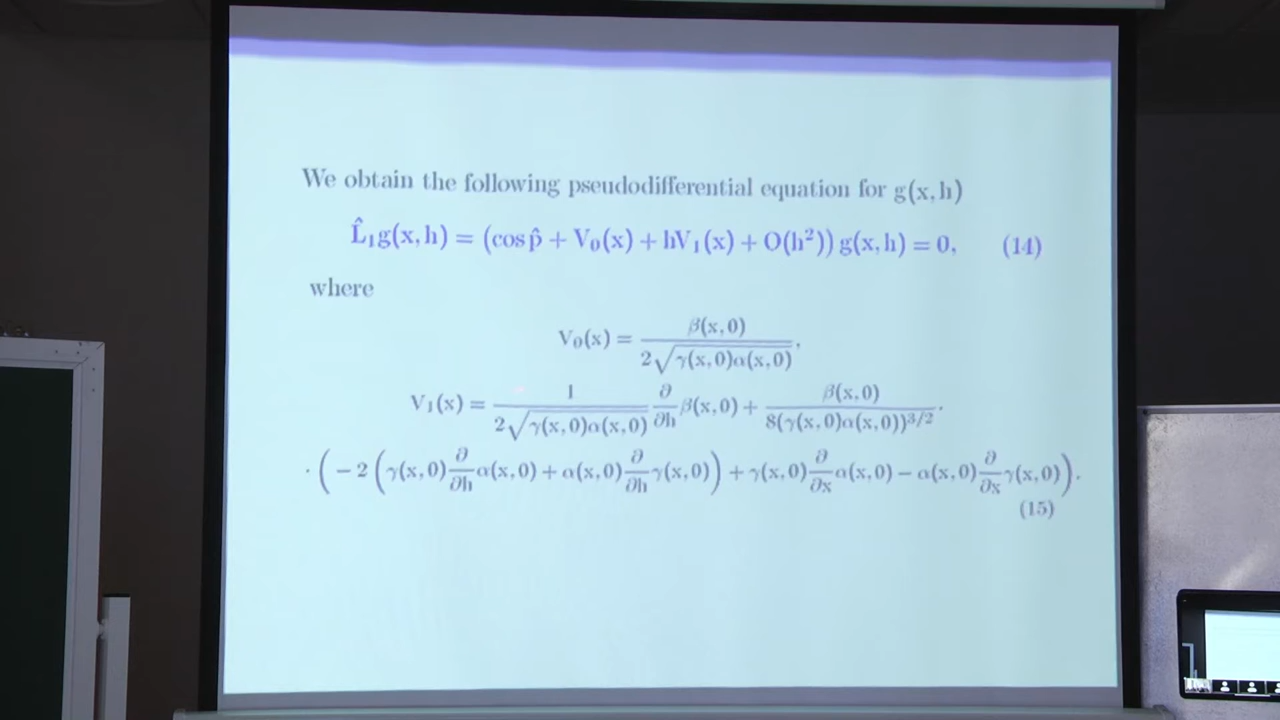 We obtain the following pseudodifferential equation for g(x, h)
L̂₁g(x, h) = (cos p̂ + V₀(x) + hV₁(x) + O(h²)) g(x, h) = 0,    (14)
where
V₀(x) = β(x, 0) / 2√γ(x, 0)α(x, 0),
V₁(x) = 1 / 2√γ(x, 0)α(x, 0) ∂/∂h β(x, 0) + β(x, 0) / 8(γ(x, 0)α(x, 0))^3/2 ·
· (−2 (γ(x, 0) ∂/∂h α(x, 0) + α(x, 0) ∂/∂h γ(x, 0)) + γ(x, 0) ∂/∂x α(x, 0) − α(x, 0) ∂/∂x γ(x, 0)).
(15)